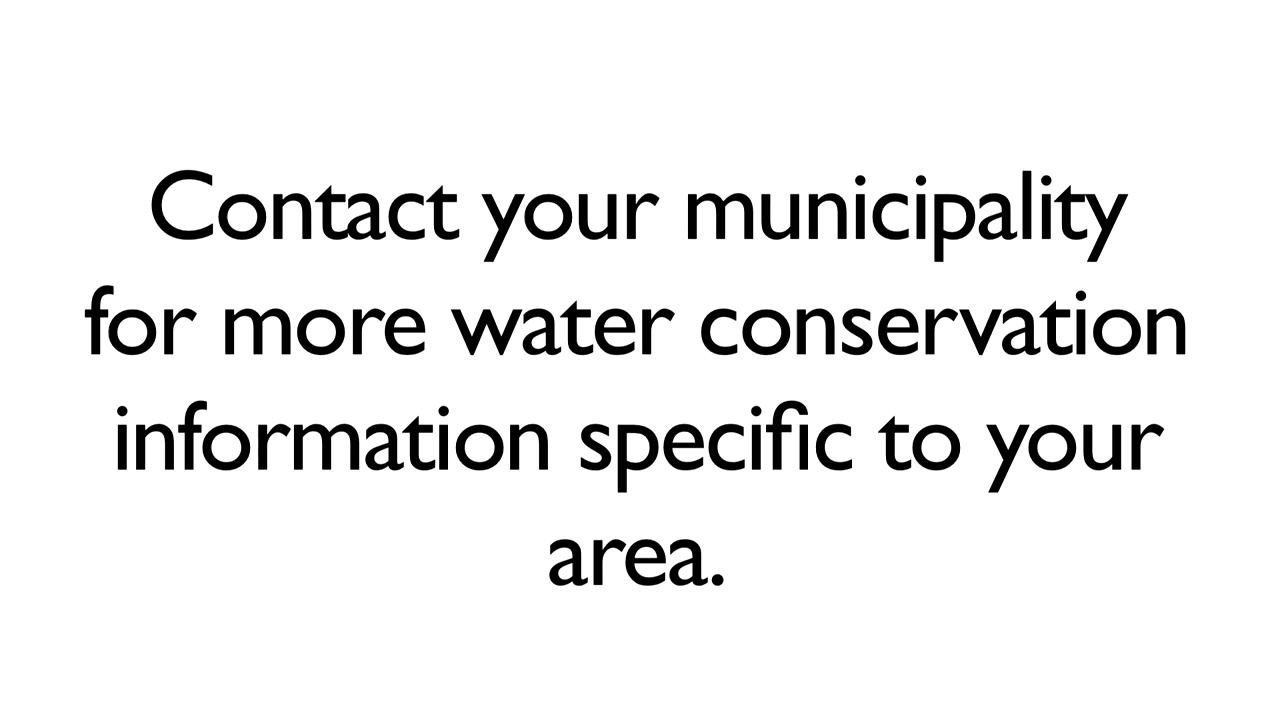 Contact your municipality
for more water conservation
information specific to your
area.